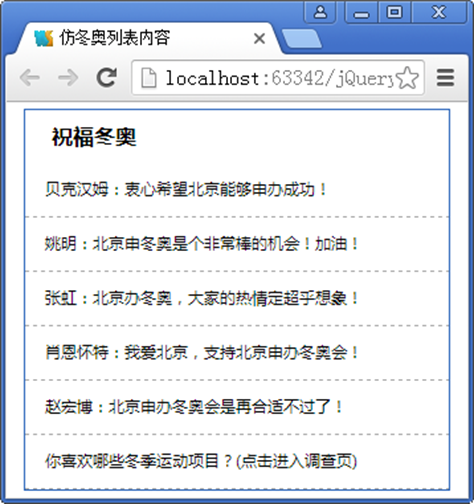 仿冬奥列表内容
localhost:63342/jQuery
祝福冬奥
贝克汉姆：衷心希望北京能够申办成功！
姚明：北京申冬奥是个非常棒的机会！加油！
张虹：北京办冬奥，大家的热情定超乎想象！
肖恩怀特：我爱北京，支持北京申办冬奥会！
赵宏博：北京申办冬奥会是再合适不过了！
你喜欢哪些冬季运动项目？(点击进入调查页)